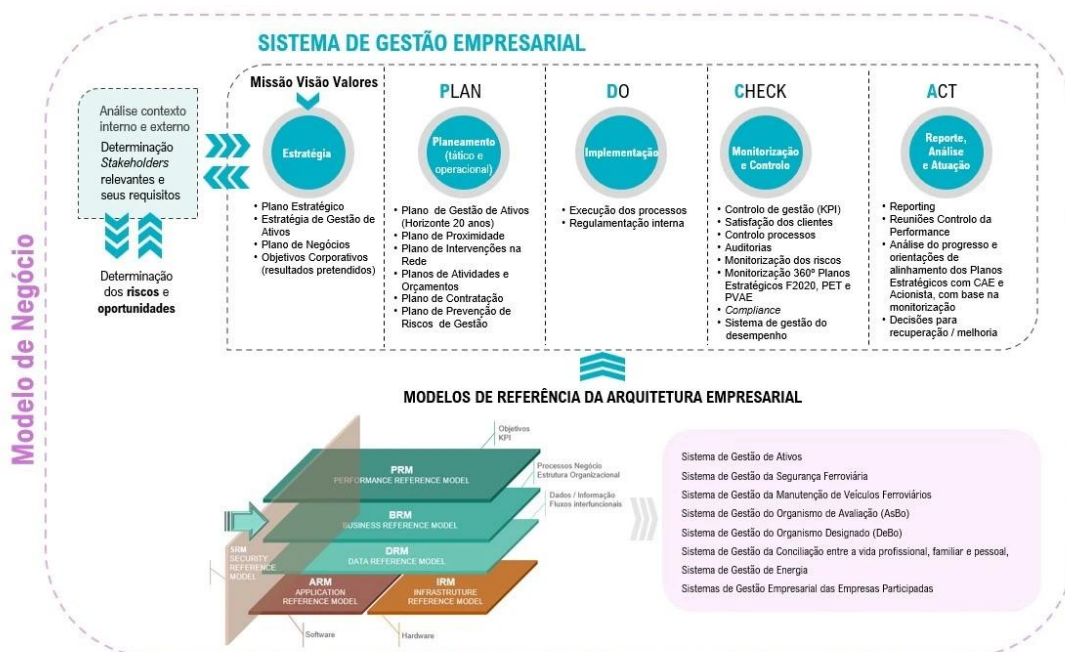 Modelo de Negócio
SISTEMA DE GESTÃO EMPRESARIAL
Análise contexto
interno e externo
Determinação
Stakeholders
relevantes e
seus requisitos
Determinação
dos riscos e
oportunidades
Missão Visão Valores
Estratégia
• Plano Estratégico
• Estratégia de Gestão de
Ativos
• Plano de Negócios
• Objetivos Corporativos
(resultados pretendidos)
PLAN
Planeamento
(tático e
operacional)
• Plano de Gestão de Ativos
(Horizonte 20 anos)
• Plano de Proximidade
• Plano de Intervenções na
Rede
• Planos de Atividades e
Orçamentos
• Plano de Contratação
• Plano de Prevenção de
Riscos de Gestão
DO
Implementação
• Execução dos processos
• Regulamentação interna
CHECK
Monitorização
e Controlo
• Controlo de gestão (KPI)
• Satisfação dos clientes
• Controlo processos
• Auditorias
• Monitorização dos riscos
• Monitorização 360º Planos
Estratégicos F2020, PET e
PVAE
• Compliance
• Sistema de gestão do
desempenho
ACT
Reporte,
Análise
e Atuação
• Reporting
• Reuniões Controlo da
Performance
• Análise do progresso e
orientações de
alinhamento dos Planos
Estratégicos com CAE e
Acionista, com base na
monitorização
• Decisões para
recuperação / melhoria
MODELOS DE REFERÊNCIA DA ARQUITETURA EMPRESARIAL
Objetivos
KPI
PRM
PERFORMANCE REFERENCE MODEL
Processos Negócio
Estrutura Organizacional
BRM
BUSINESS REFERENCE MODEL
Dados / Informação
Fluxos interfuncionais
DRM
DATA REFERENCE MODEL
SRM
SECURITY
REFERENCE
MODEL
ARM
APPLICATION
REFERENCE MODEL
IRM
INFRASTRUTURE
REFERENCE MODEL
Software
Hardware
Sistema de Gestão de Ativos
Sistema de Gestão da Segurança Ferroviária
Sistema de Gestão da Manutenção de Veículos Ferroviários
Sistema de Gestão do Organismo de Avaliação (AsBo)
Sistema de Gestão do Organismo Designado (DeBo)
Sistema de Gestão da Conciliação entre a vida profissional, familiar e pessoal,
Sistema de Gestão de Energia
Sistemas de Gestão Empresarial das Empresas Participadas